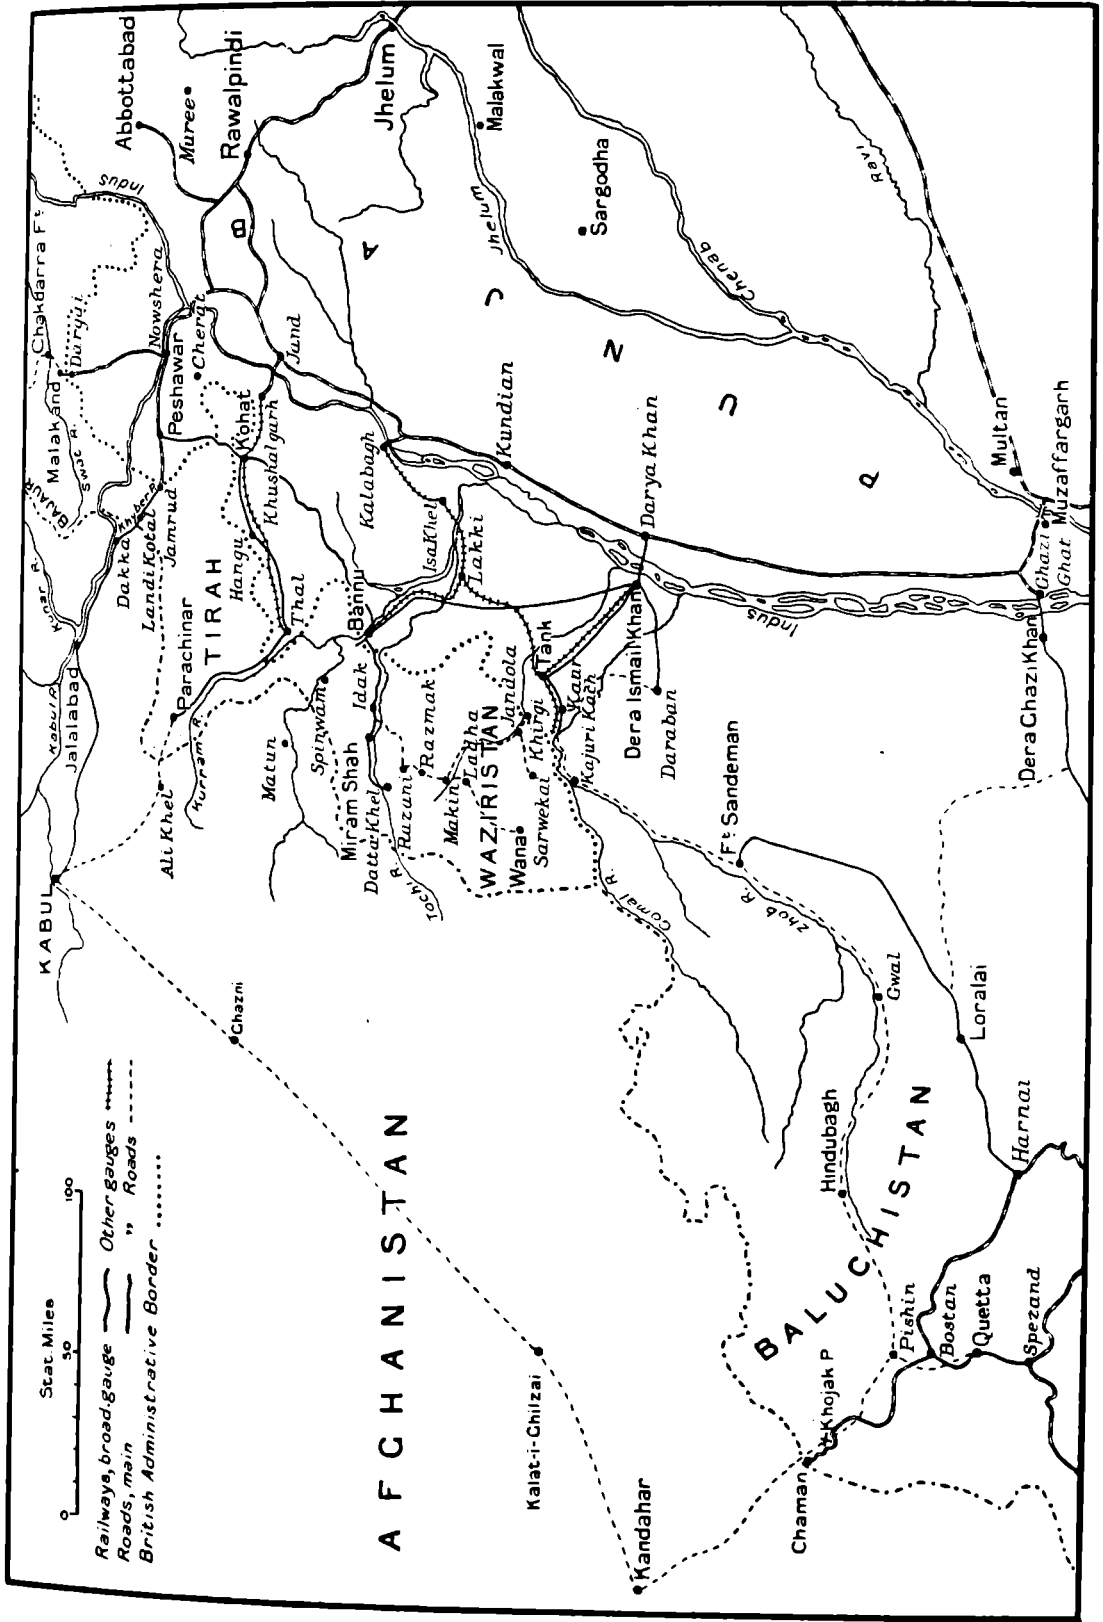 Stat. Miles
0 50 100
Railways, broad-gauge Other gauges
Roads, main " Roads
British Administrative Border
AFGHANISTAN
BALUCHISTAN
WAZIRISTAN
TIRAH
BAJAUR
PUNJAB
KABUL
Ghazni
Kalat-i-Ghilzai
Kandahar
Chaman
Khojak P
Pishin
Bostan
Quetta
Spezand
Hindubagh
Harnal
Loralai
Gwal
Zhob R.
Ft Sandeman
Gomal R.
Kabul R
Jalalabad
Kunar R.
Dakka
Khyber R.
Landi Kotal
Jamrud
Ali Khel
Parachinar
Kurram R.
Matun
Spinwam
Thal
Hangu
Kohat
Khushalgarh
Malakand
Swat R.
Chakdarra Ft
Dargai
Nowshera
Peshawar
Cherat
Jand
Indus
Abbottabad
Muree
Rawalpindi
Jhelum
Malakwal
Jhelum
Sargodha
Chenab
Ravi
Kalabagh
Kundian
Isa Khel
Lakki
Bannu
Idak
Miram Shah
Datta Khel
Tochi R.
Razani
Razmak
Makin
Ladha
Jandola
Wana
Sarwekai
Khirgi
Tank
Kaur
Kajuri Kach
Dera Ismail Khan
Darya Khan
Daraban
Indus
Multan
Muzaffargarh
Ghazi Ghat
Dera Ghazi Khan